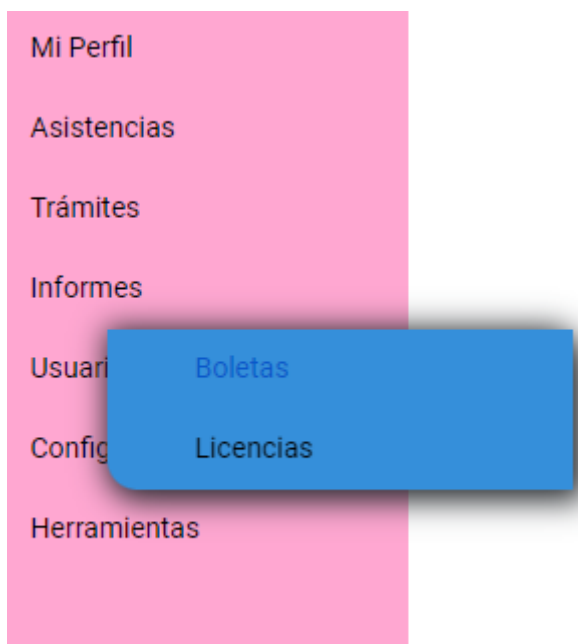 Mi Perfil
Asistencias
Trámites
Informes
Usuari
Boletas
Config
Licencias
Herramientas